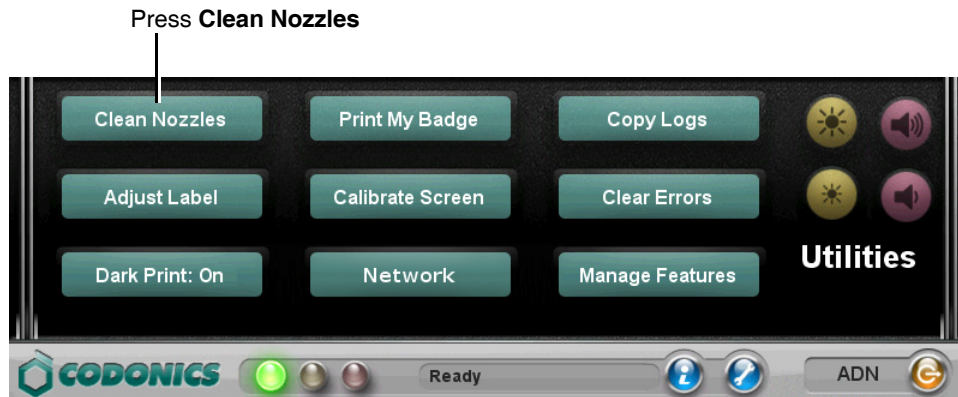 Press Clean Nozzles
Clean Nozzles
Print My Badge
Copy Logs
Adjust Label
Calibrate Screen
Clear Errors
Utilities
Dark Print: On
Network
Manage Features
CODONICS
Ready
ADN